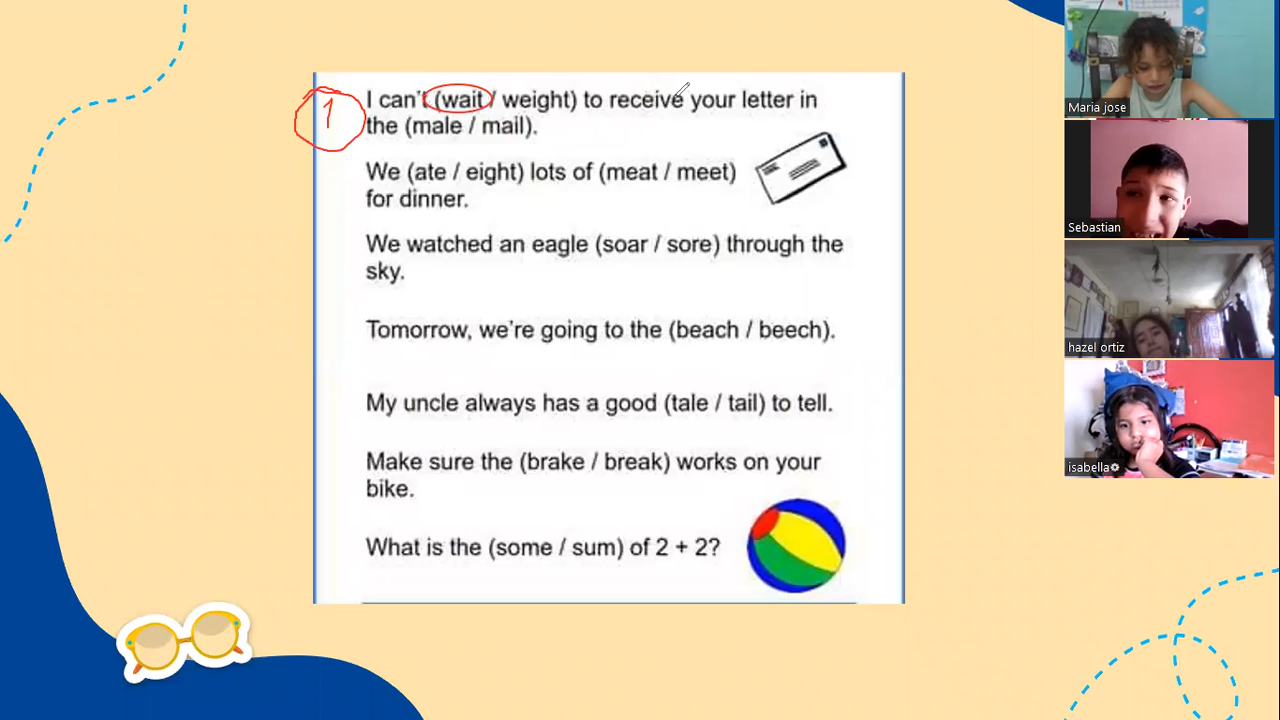 1
I can't (wait / weight) to receive your letter in
the (male / mail).
We (ate / eight) lots of (meat / meet)
for dinner.
We watched an eagle (soar / sore) through the
sky.
Tomorrow, we're going to the (beach / beech).
My uncle always has a good (tale / tail) to tell.
Make sure the (brake / break) works on your
bike.
What is the (some / sum) of 2 + 2?
Maria jose
Sebastian
hazel ortiz
isabella